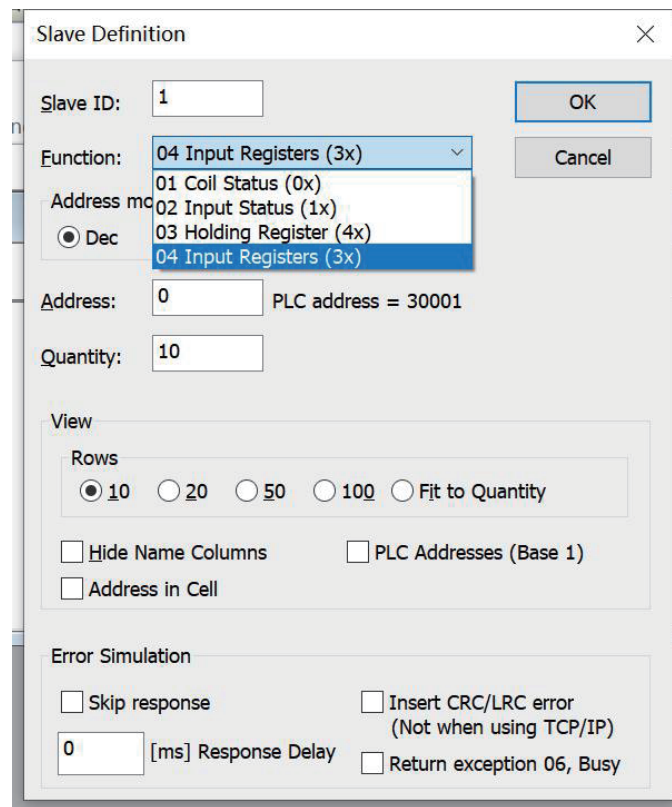 Slave Definition
Slave ID: 1
OK
Function: 04 Input Registers (3x)
Cancel
01 Coil Status (0x)
Address mo
02 Input Status (1x)
Dec
03 Holding Register (4x)
04 Input Registers (3x)
Address: 0 PLC address = 30001
Quantity: 10
View
Rows
10 20 50 100 Fit to Quantity
Hide Name Columns PLC Addresses (Base 1)
Address in Cell
Error Simulation
Skip response
Insert CRC/LRC error
(Not when using TCP/IP)
0 [ms] Response Delay
Return exception 06, Busy